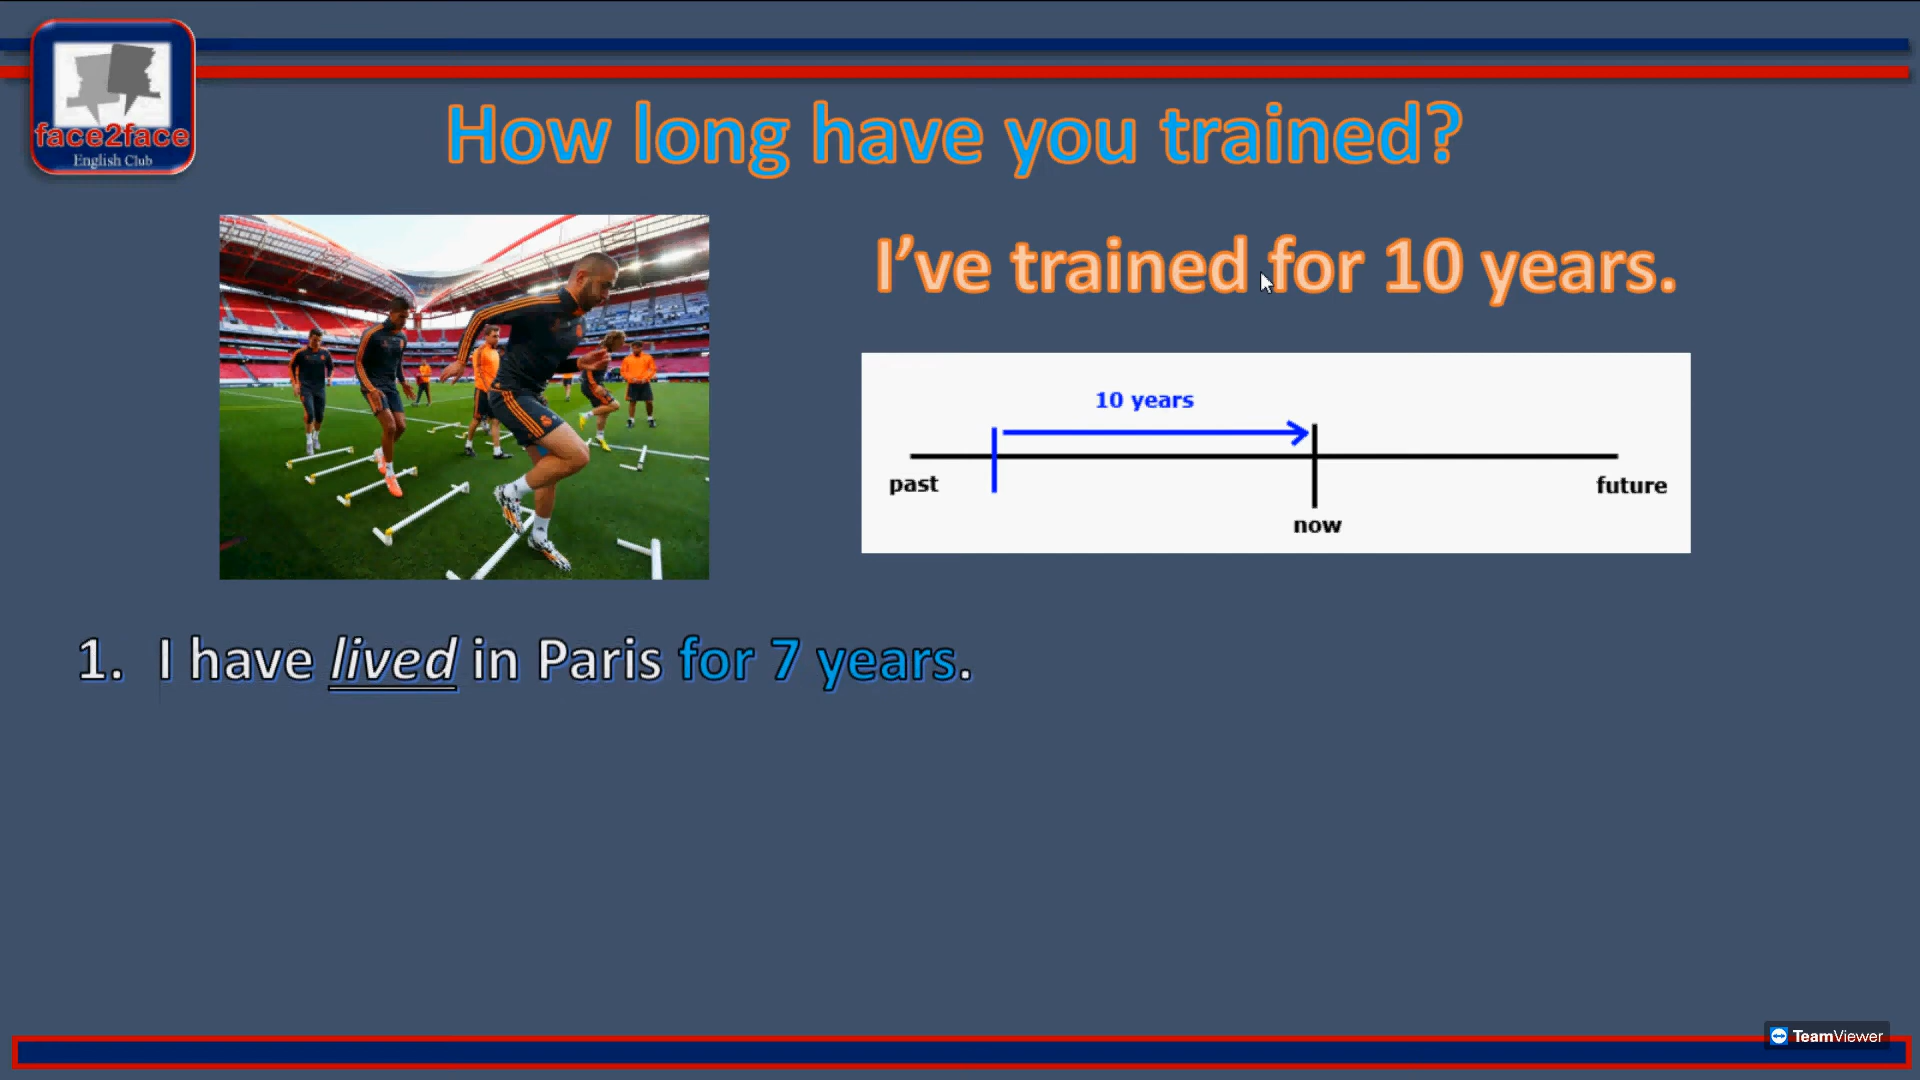 face2face
English Club
How long have you trained?
I've trained for 10 years.
10 years
past
now
future
1. I have lived in Paris for 7 years.
TeamViewer